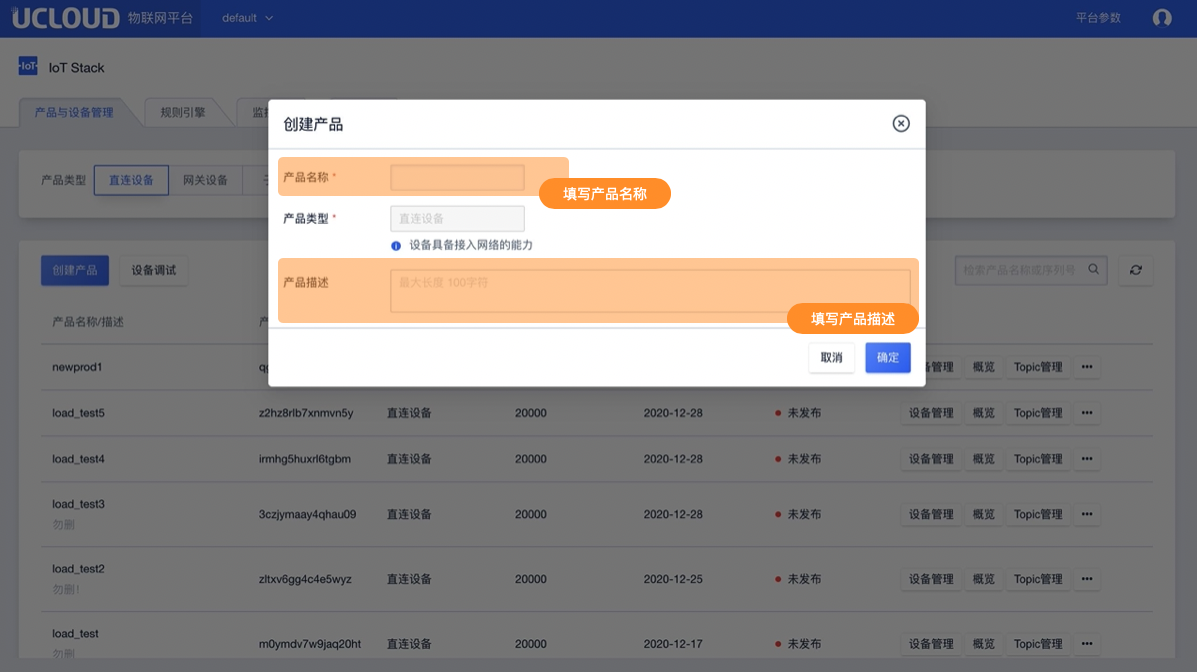 UCLOUD 物联网平台 default 平台参数
IoT IoT Stack
产品与设备管理 规则引擎
创建产品
产品类型 直连设备 网关设备
产品名称 *
填写产品名称
产品类型 * 直连设备
设备具备接入网络的能力
产品描述 最大长度 100字符
填写产品描述
取消 确定
创建产品 设备调试 检索产品名称或序列号
产品名称/描述
newprod1 概览 Topic管理 •••
load_test5 z2hz8rlb7xnmvn5y 直连设备 20000 2020-12-28 未发布 设备管理 概览 Topic管理 •••
load_test4 irmhg5huxrl6tgbm 直连设备 20000 2020-12-28 未发布 设备管理 概览 Topic管理 •••
load_test3 3czjymaay4qhau09 直连设备 20000 2020-12-28 未发布 设备管理 概览 Topic管理 •••
勿删
load_test2 zltxv6gg4c4e5wyz 直连设备 20000 2020-12-25 未发布 设备管理 概览 Topic管理 •••
勿删!
load_test m0ymdv7w9jaq20ht 直连设备 20000 2020-12-17 未发布 设备管理 概览 Topic管理 •••
勿删